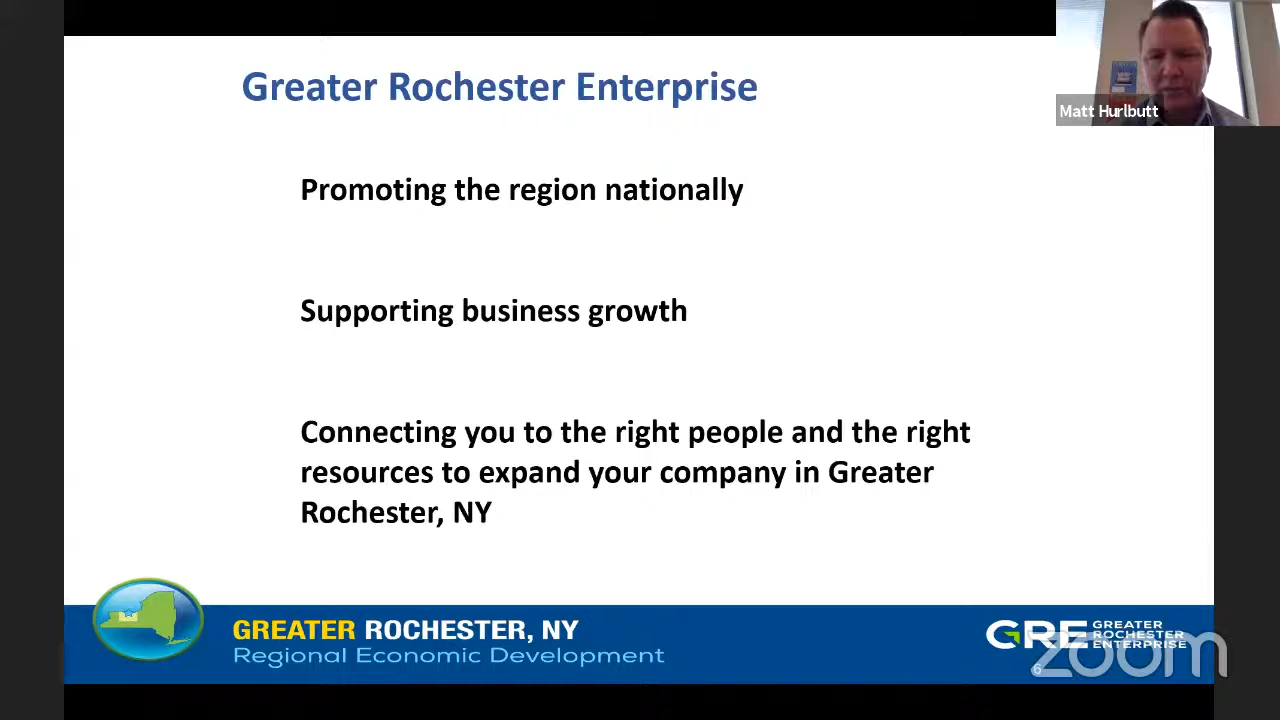 Greater Rochester Enterprise
Matt Hurlbutt
Promoting the region nationally
Supporting business growth
Connecting you to the right people and the right
resources to expand your company in Greater
Rochester, NY
GREATER ROCHESTER, NY
Regional Economic Development
GRE
GREATER
ROCHESTER
ENTERPRISE
6
zoom